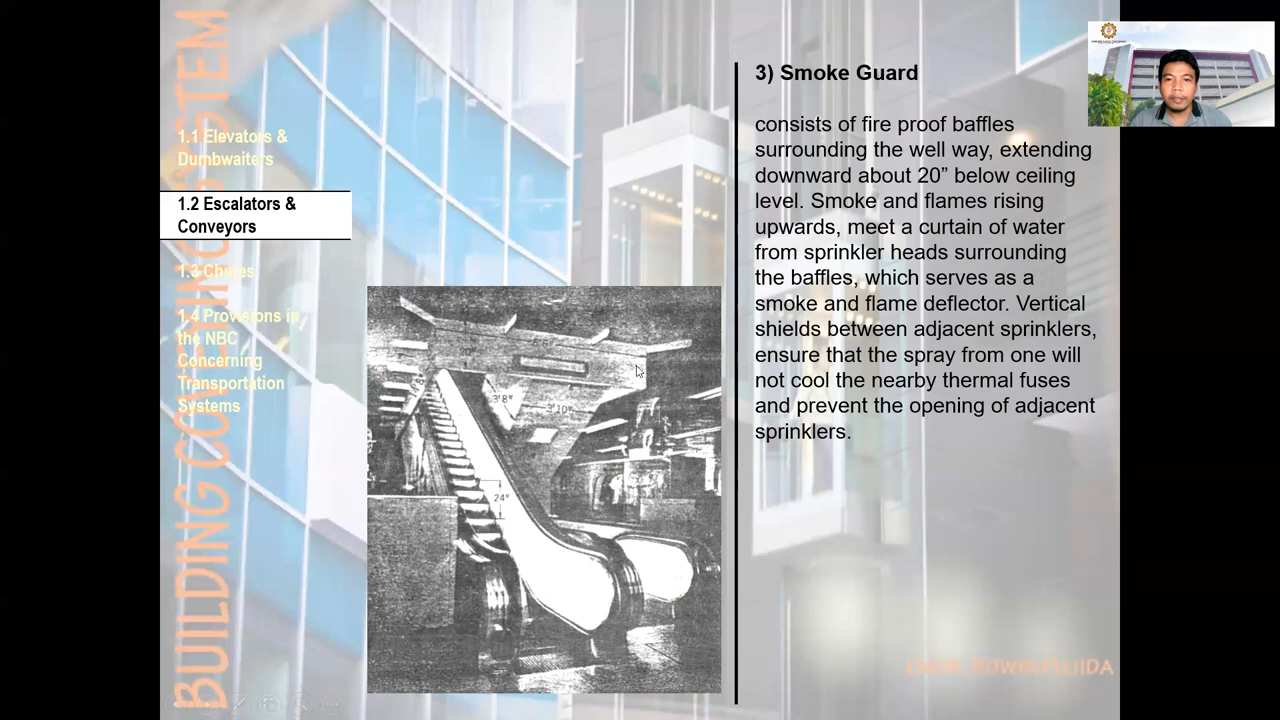 BUILDING CONVEYING SYSTEM
1.1 Elevators &
Dumbwaiters
1.2 Escalators &
Conveyors
1.3 Chutes
1.4 Provisions in
the NBC
Concerning
Transportation
Systems
3'8"
3'10"
24"
3) Smoke Guard
consists of fire proof baffles
surrounding the well way, extending
downward about 20” below ceiling
level. Smoke and flames rising
upwards, meet a curtain of water
from sprinkler heads surrounding
the baffles, which serves as a
smoke and flame deflector. Vertical
shields between adjacent sprinklers,
ensure that the spray from one will
not cool the nearby thermal fuses
and prevent the opening of adjacent
sprinklers.